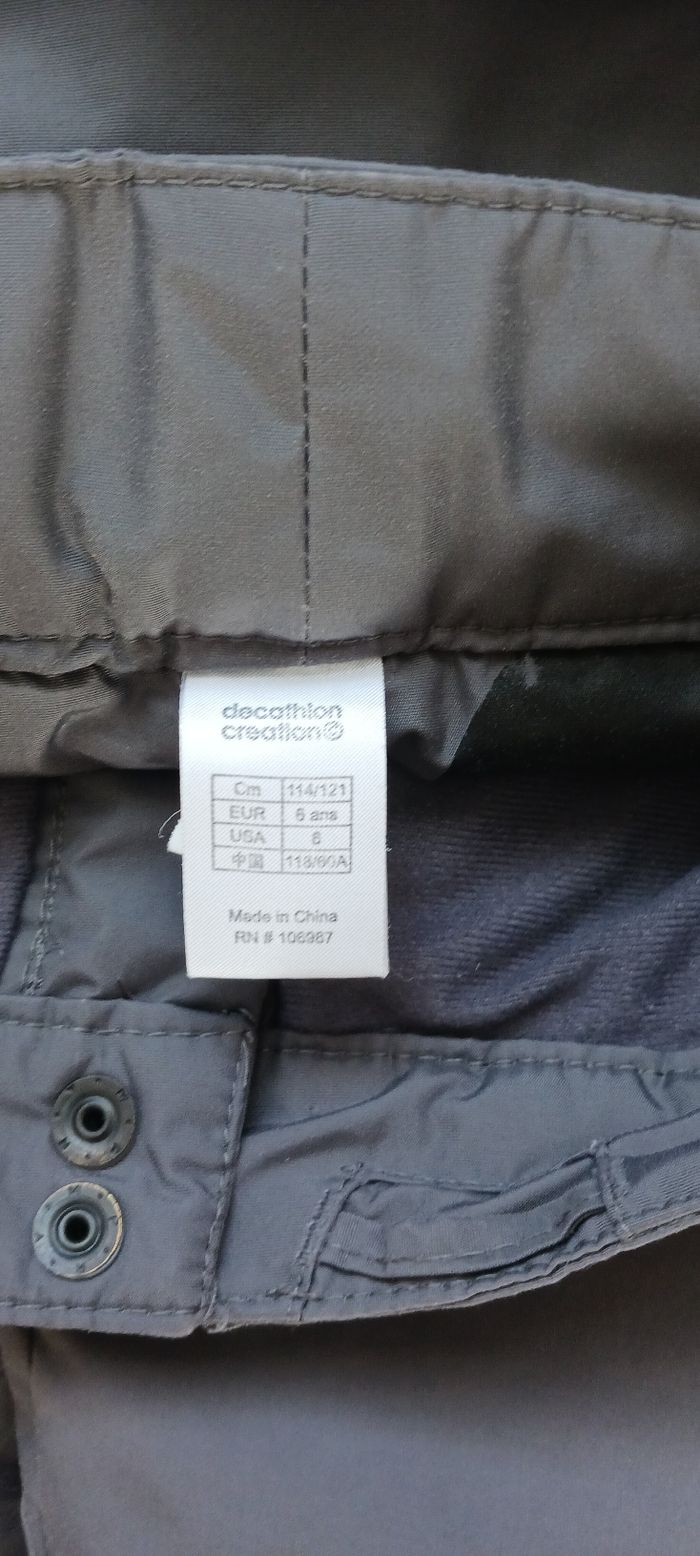 decathlon
creation©
Cm 114/121
EUR 6 ans
USA 6
中国 118/60A
Made in China
RN # 106987